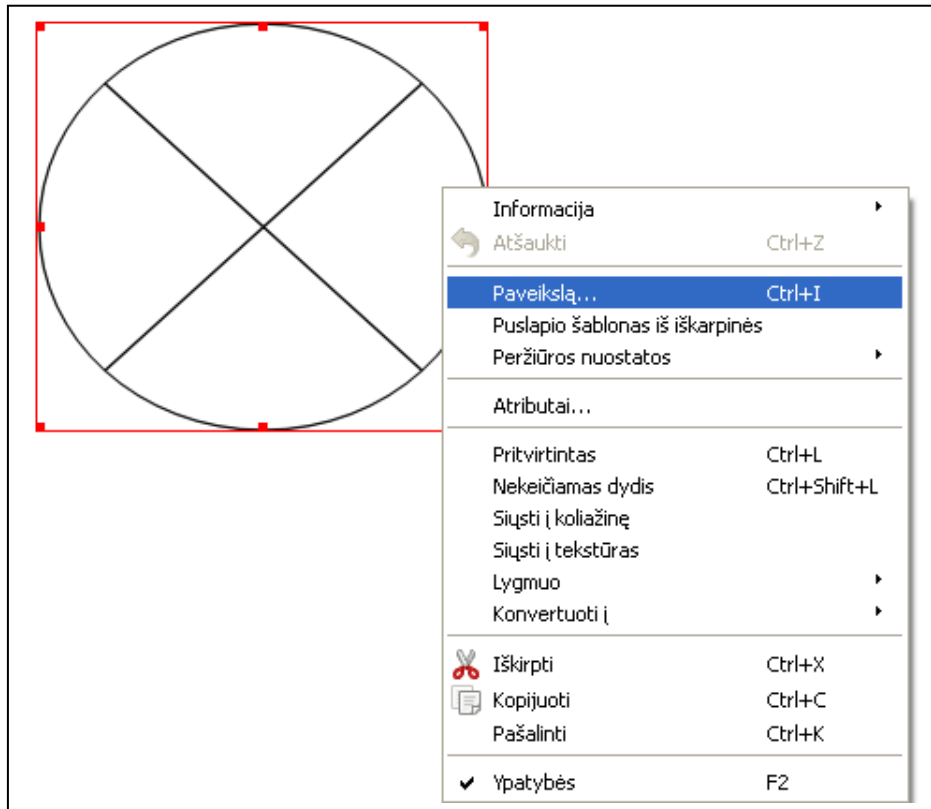 Informacija
Atšaukti Ctrl+Z
Paveikslą... Ctrl+I
Puslapio šablonas iš iškarpinės
Peržiūros nuostatos
Atributai...
Pritvirtintas Ctrl+L
Nekeičiamas dydis Ctrl+Shift+L
Siųsti į koliažinę
Siųsti į tekstūras
Lygmuo
Konvertuoti į
Iškirpti Ctrl+X
Kopijuoti Ctrl+C
Pašalinti Ctrl+K
Ypatybės F2